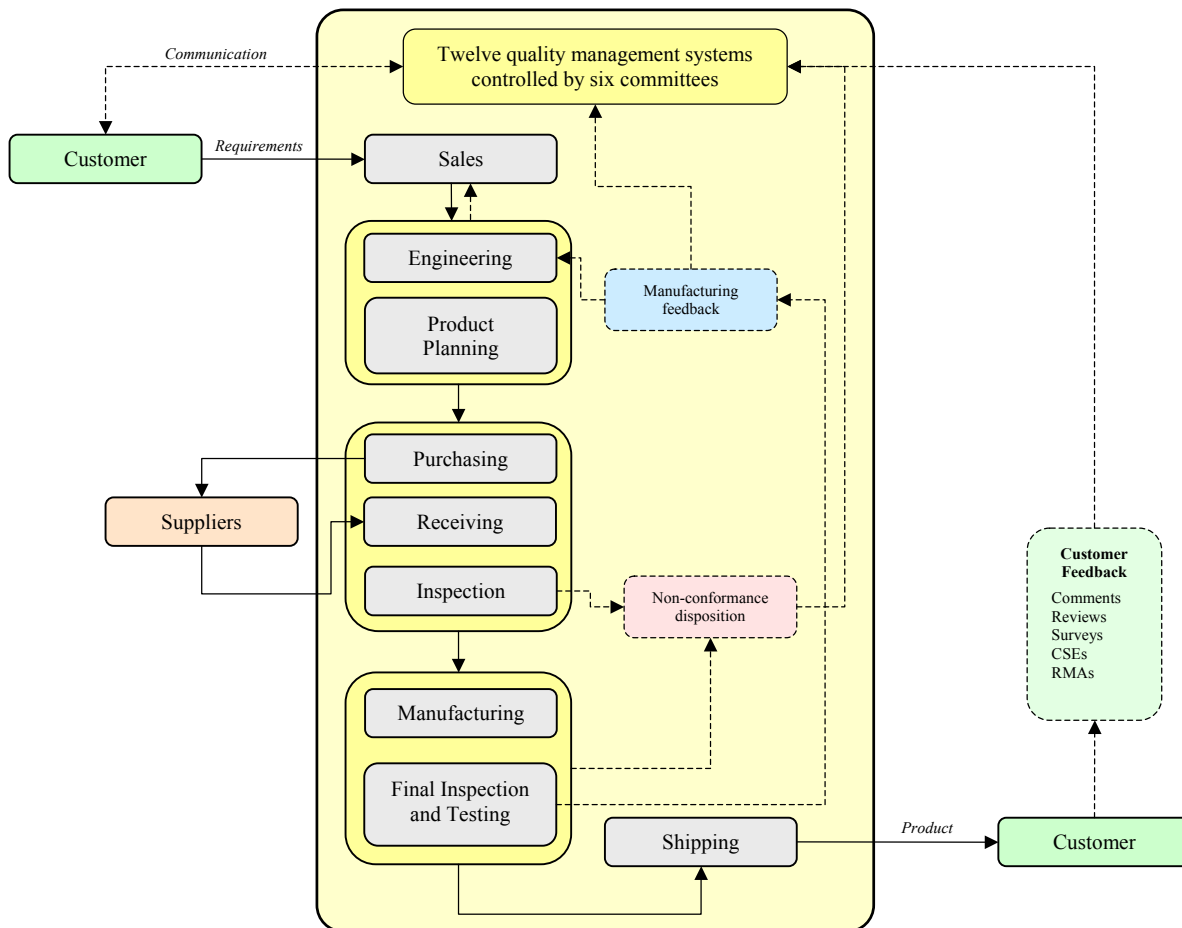 Twelve quality management systems
controlled by six committees
Communication
Customer
Requirements
Sales
Engineering
Manufacturing
feedback
Product
Planning
Purchasing
Suppliers
Receiving
Inspection
Non-conformance
disposition
Customer
Feedback
Comments
Reviews
Surveys
CSEs
RMAs
Manufacturing
Final Inspection
and Testing
Shipping
Product
Customer